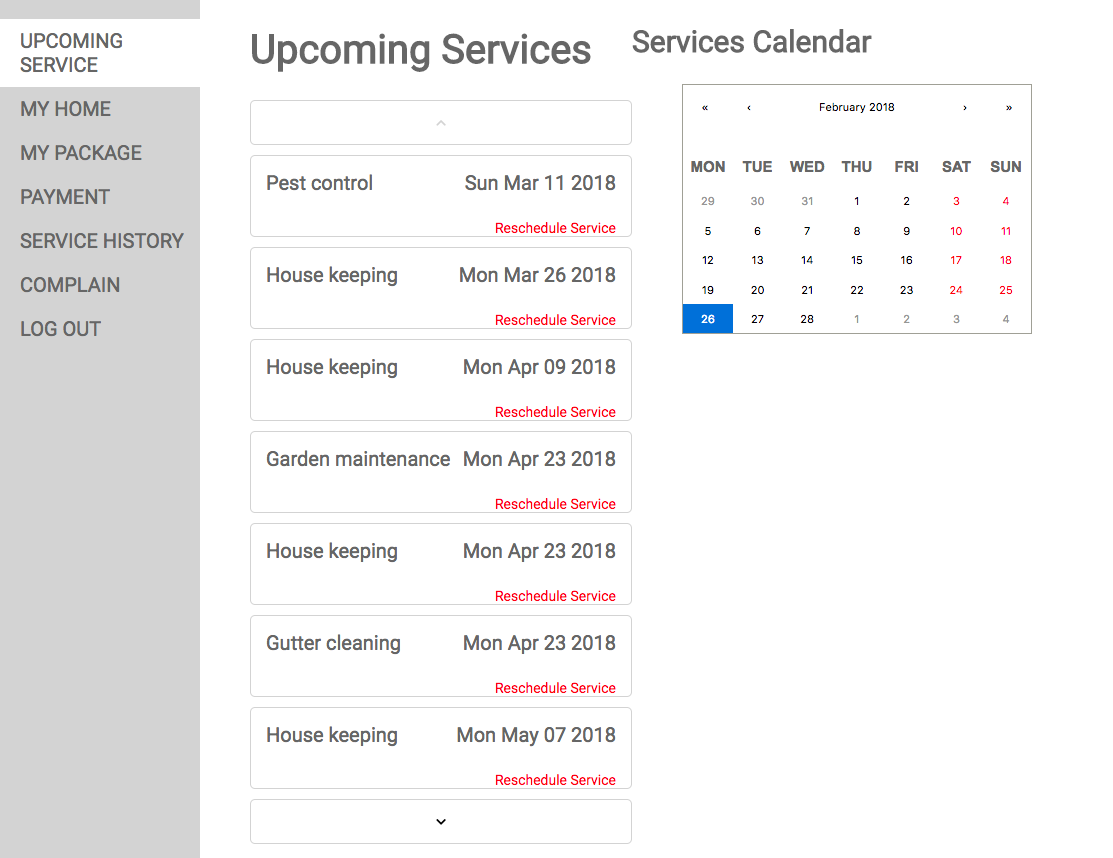 UPCOMING
SERVICE
MY HOME
MY PACKAGE
PAYMENT
SERVICE HISTORY
COMPLAIN
LOG OUT
Upcoming Services
Pest control Sun Mar 11 2018
Reschedule Service
House keeping Mon Mar 26 2018
Reschedule Service
House keeping Mon Apr 09 2018
Reschedule Service
Garden maintenance Mon Apr 23 2018
Reschedule Service
House keeping Mon Apr 23 2018
Reschedule Service
Gutter cleaning Mon Apr 23 2018
Reschedule Service
House keeping Mon May 07 2018
Reschedule Service
Services Calendar
« ‹ February 2018 › »
MON TUE WED THU FRI SAT SUN
29 30 31 1 2 3 4
5 6 7 8 9 10 11
12 13 14 15 16 17 18
19 20 21 22 23 24 25
26 27 28 1 2 3 4